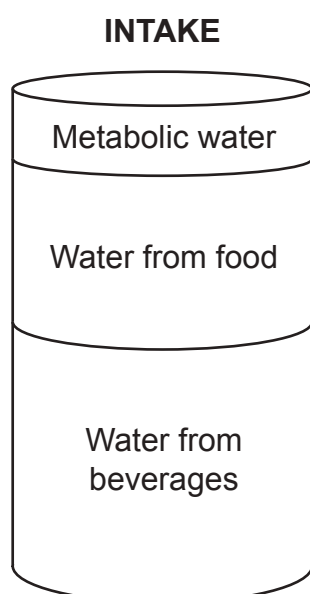 INTAKE
Metabolic water
Water from food
Water from
beverages